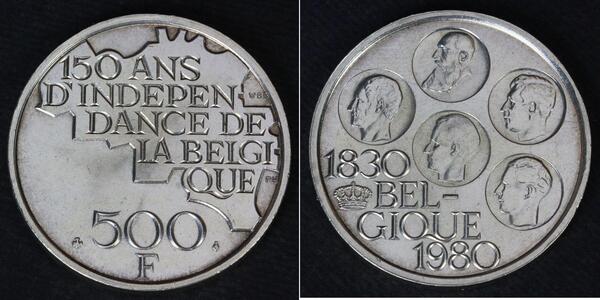 150 ANS
D'INDEPEN-
DANCE DE
LA BELGI
QUE
500
F
1830
BEL-
GIQUE
1980